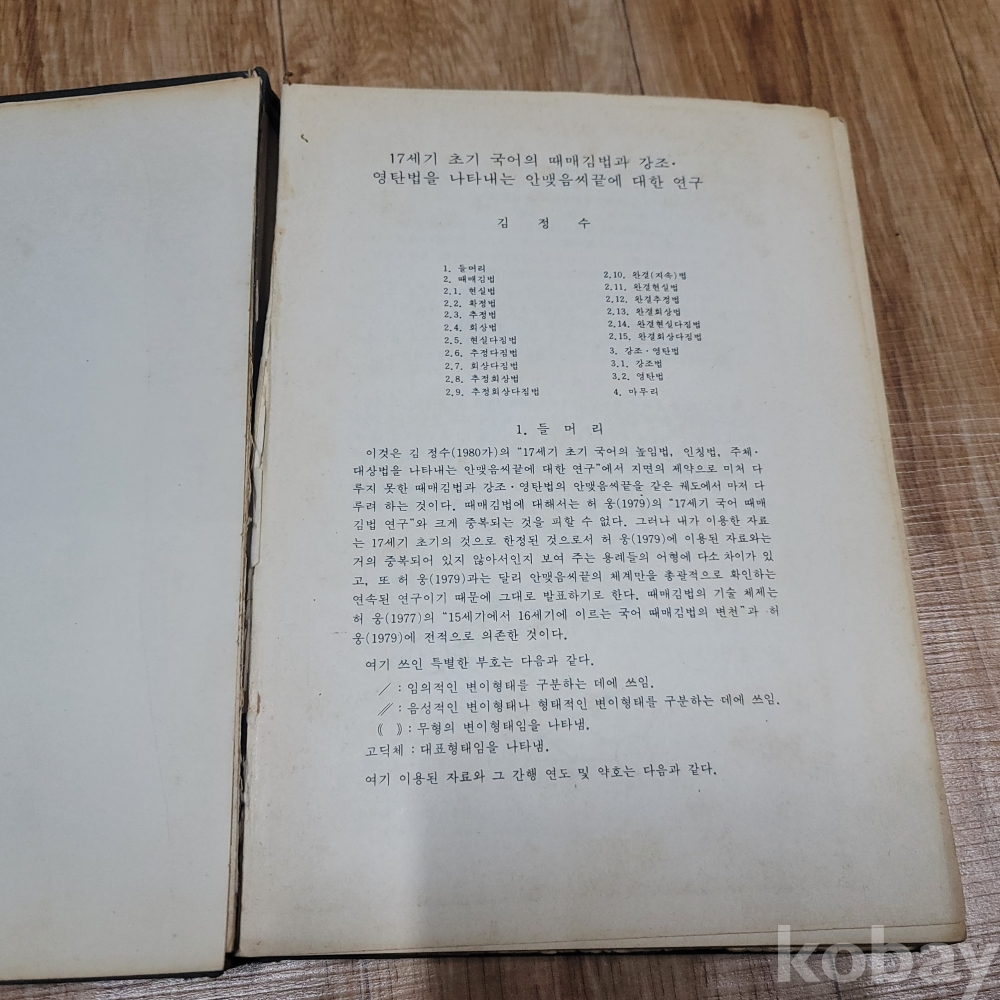 17세기 초기 국어의 때매김법과 강조·
영탄법을 나타내는 안맺음씨끝에 대한 연구
김 정 수
1. 들머리
2. 때매김법
2.1. 현실법
2.2. 확정법
2.3. 추정법
2.4. 회상법
2.5. 현실다짐법
2.6. 추정다짐법
2.7. 회상다짐법
2.8. 추정회상법
2.9. 추정회상다짐법
2.10. 완결(지속)법
2.11. 완결현실법
2.12. 완결추정법
2.13. 완결회상법
2.14. 완결현실다짐법
2.15. 완결회상다짐법
3. 강조·영탄법
3.1. 강조법
3.2. 영탄법
4. 마무리
1. 들 머 리
이것은 김 정수(1980가)의 “17세기 초기 국어의 높임법, 인칭법, 주체·
대상법을 나타내는 안맺음씨끝에 대한 연구”에서 지면의 제약으로 미처 다
루지 못한 때매김법과 강조·영탄법의 안맺음씨끝을 같은 궤도에서 마저 다
루려 하는 것이다. 때매김법에 대해서는 허 웅(1979)의 “17세기 국어 때매
김법 연구”와 크게 중복되는 것을 피할 수 없다. 그러나 내가 이용한 자료
는 17세기 초기의 것으로 한정된 것으로서 허 웅(1979)에 이용된 자료와는
거의 중복되어 있지 않아서인지 보여 주는 용례들의 어형에 다소 차이가 있
고, 또 허 웅(1979)과는 달리 안맺음씨끝의 체계만을 총괄적으로 확인하는
연속된 연구이기 때문에 그대로 발표하기로 한다. 때매김법의 기술 체제는
허 웅(1977)의 “15세기에서 16세기에 이르는 국어 때매김법의 변천”과 허
웅(1979)에 전적으로 의존한 것이다.
여기 쓰인 특별한 부호는 다음과 같다.
／ : 임의적인 변이형태를 구분하는 데에 쓰임.
⫽ : 음성적인 변이형태나 형태적인 변이형태를 구분하는 데에 쓰임.
⟪ ⟫ : 무형의 변이형태임을 나타냄.
고딕체 : 대표형태임을 나타냄.
여기 이용된 자료와 그 간행 연도 및 약호는 다음과 같다.
kobay